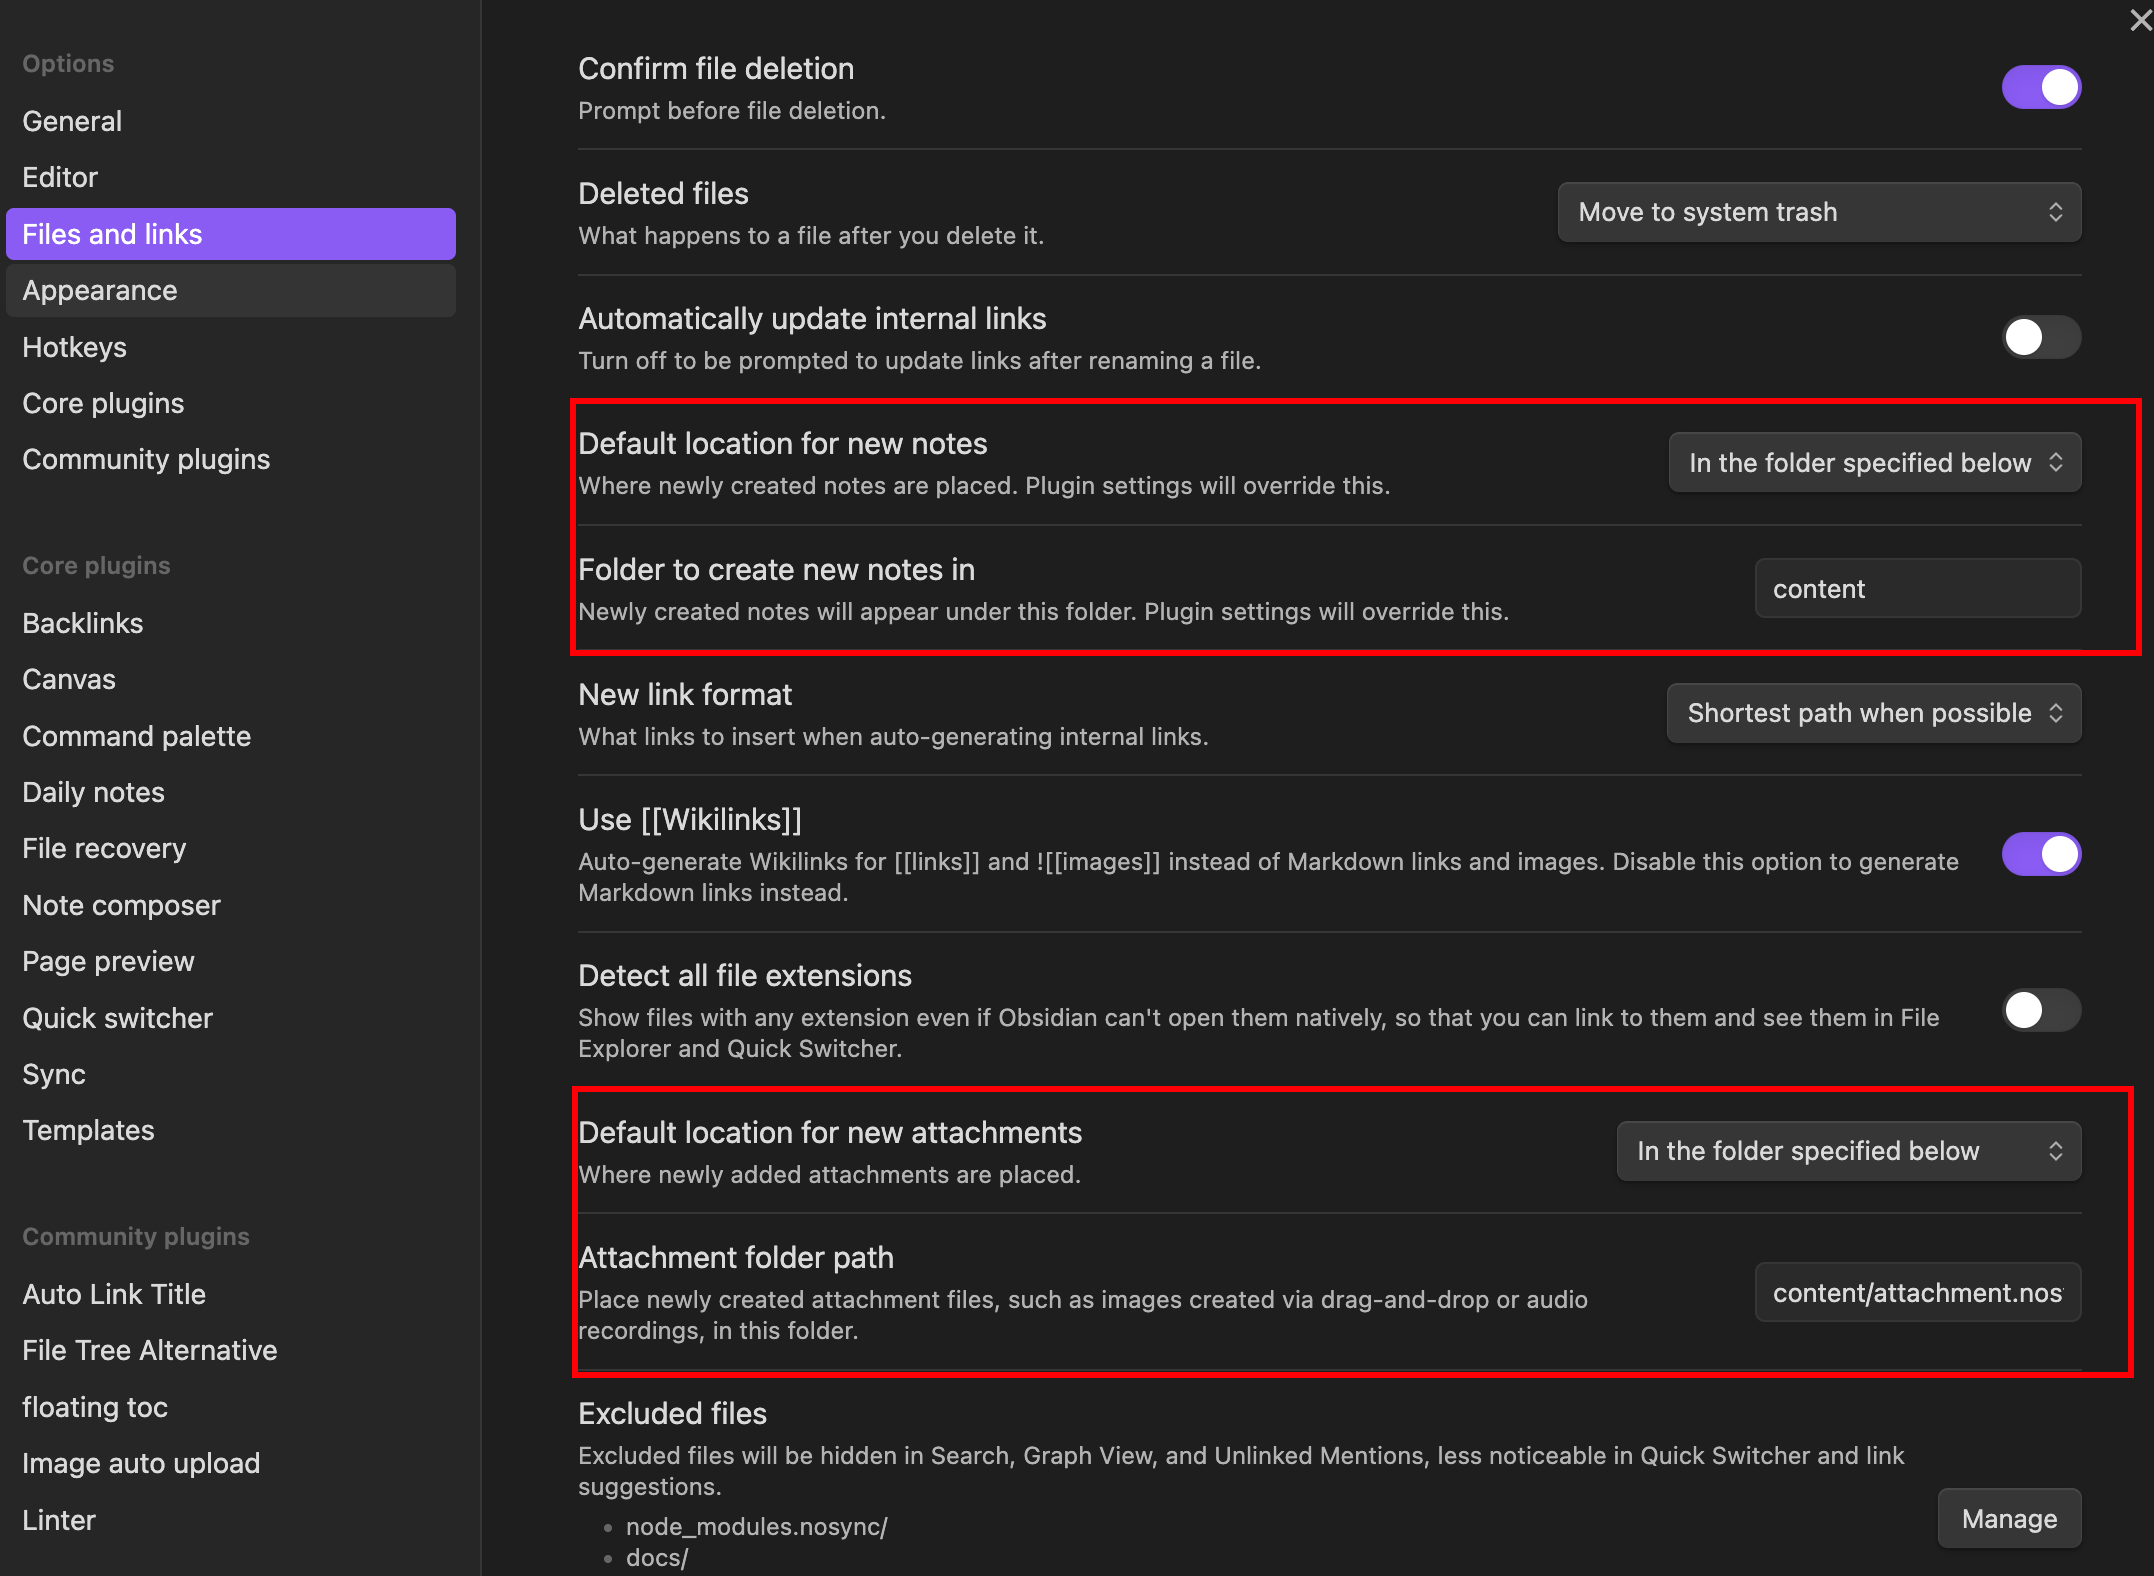 Options
General
Editor
Files and links
Appearance
Hotkeys
Core plugins
Community plugins
Core plugins
Backlinks
Canvas
Command palette
Daily notes
File recovery
Note composer
Page preview
Quick switcher
Sync
Templates
Community plugins
Auto Link Title
File Tree Alternative
floating toc
Image auto upload
Linter
Confirm file deletion
Prompt before file deletion.
Deleted files
What happens to a file after you delete it.
Move to system trash
Automatically update internal links
Turn off to be prompted to update links after renaming a file.
Default location for new notes
Where newly created notes are placed. Plugin settings will override this.
In the folder specified below
Folder to create new notes in
Newly created notes will appear under this folder. Plugin settings will override this.
content
New link format
What links to insert when auto-generating internal links.
Shortest path when possible
Use [[Wikilinks]]
Auto-generate Wikilinks for [[links]] and ![[images]] instead of Markdown links and images. Disable this option to generate
Markdown links instead.
Detect all file extensions
Show files with any extension even if Obsidian can't open them natively, so that you can link to them and see them in File
Explorer and Quick Switcher.
Default location for new attachments
Where newly added attachments are placed.
In the folder specified below
Attachment folder path
Place newly created attachment files, such as images created via drag-and-drop or audio
recordings, in this folder.
content/attachment.nos
Excluded files
Excluded files will be hidden in Search, Graph View, and Unlinked Mentions, less noticeable in Quick Switcher and link
suggestions.
node_modules.nosync/
docs/
Manage